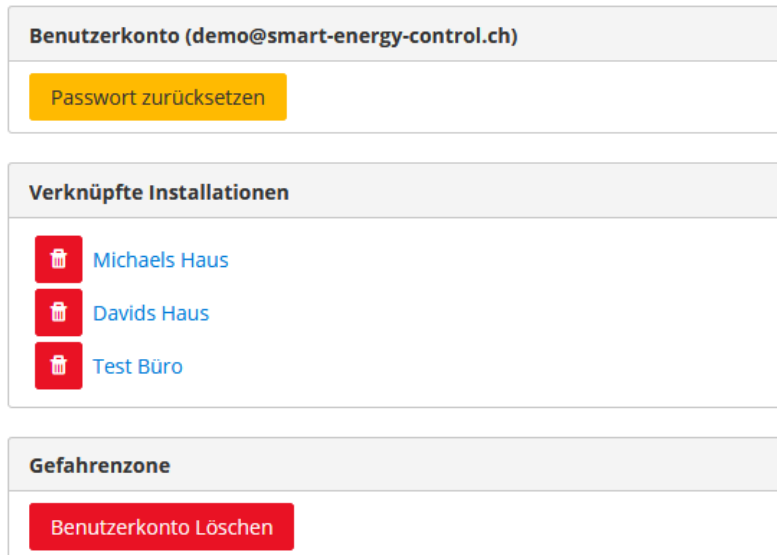 Benutzerkonto (demo@smart-energy-control.ch)
Passwort zurücksetzen
Verknüpfte Installationen
Michaels Haus
Davids Haus
Test Büro
Gefahrenzone
Benutzerkonto Löschen